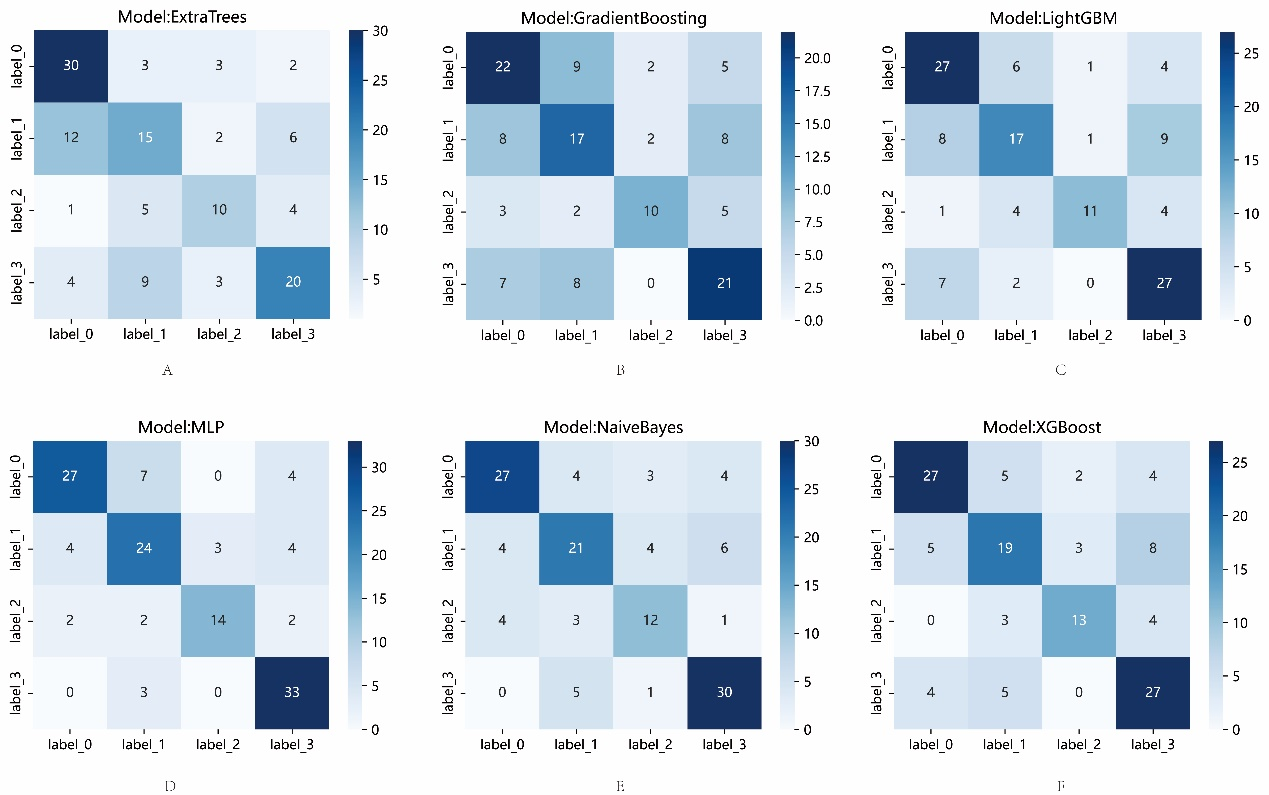 Model:ExtraTrees
label_0 30 3 3 2
label_1 12 15 2 6
label_2 1 5 10 4
label_3 4 9 3 20
label_0 label_1 label_2 label_3
30
25
20
15
10
5
A
Model:GradientBoosting
label_0 22 9 2 5
label_1 8 17 2 8
label_2 3 2 10 5
label_3 7 8 0 21
label_0 label_1 label_2 label_3
20.0
17.5
15.0
12.5
10.0
7.5
5.0
2.5
0.0
B
Model:LightGBM
label_0 27 6 1 4
label_1 8 17 1 9
label_2 1 4 11 4
label_3 7 2 0 27
label_0 label_1 label_2 label_3
25
20
15
10
5
0
C
Model:MLP
label_0 27 7 0 4
label_1 4 24 3 4
label_2 2 2 14 2
label_3 0 3 0 33
label_0 label_1 label_2 label_3
30
25
20
15
10
5
0
D
Model:NaiveBayes
label_0 27 4 3 4
label_1 4 21 4 6
label_2 4 3 12 1
label_3 0 5 1 30
label_0 label_1 label_2 label_3
30
25
20
15
10
5
0
E
Model:XGBoost
label_0 27 5 2 4
label_1 5 19 3 8
label_2 0 3 13 4
label_3 4 5 0 27
label_0 label_1 label_2 label_3
25
20
15
10
5
0
F